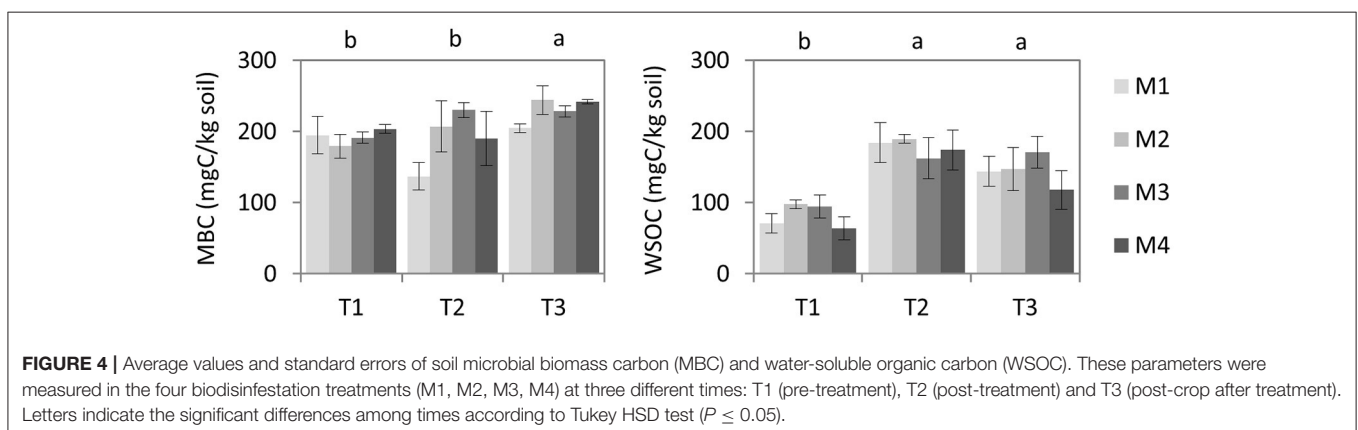 b b a
300
200
100
0
MBC (mgC/kg soil)
T1 T2 T3
b a a
300
200
100
0
WSOC (mgC/kg soil)
T1 T2 T3
M1
M2
M3
M4
FIGURE 4 | Average values and standard errors of soil microbial biomass carbon (MBC) and water-soluble organic carbon (WSOC). These parameters were
measured in the four biodisinfestation treatments (M1, M2, M3, M4) at three different times: T1 (pre-treatment), T2 (post-treatment) and T3 (post-crop after treatment).
Letters indicate the significant differences among times according to Tukey HSD test (P ≤ 0.05).